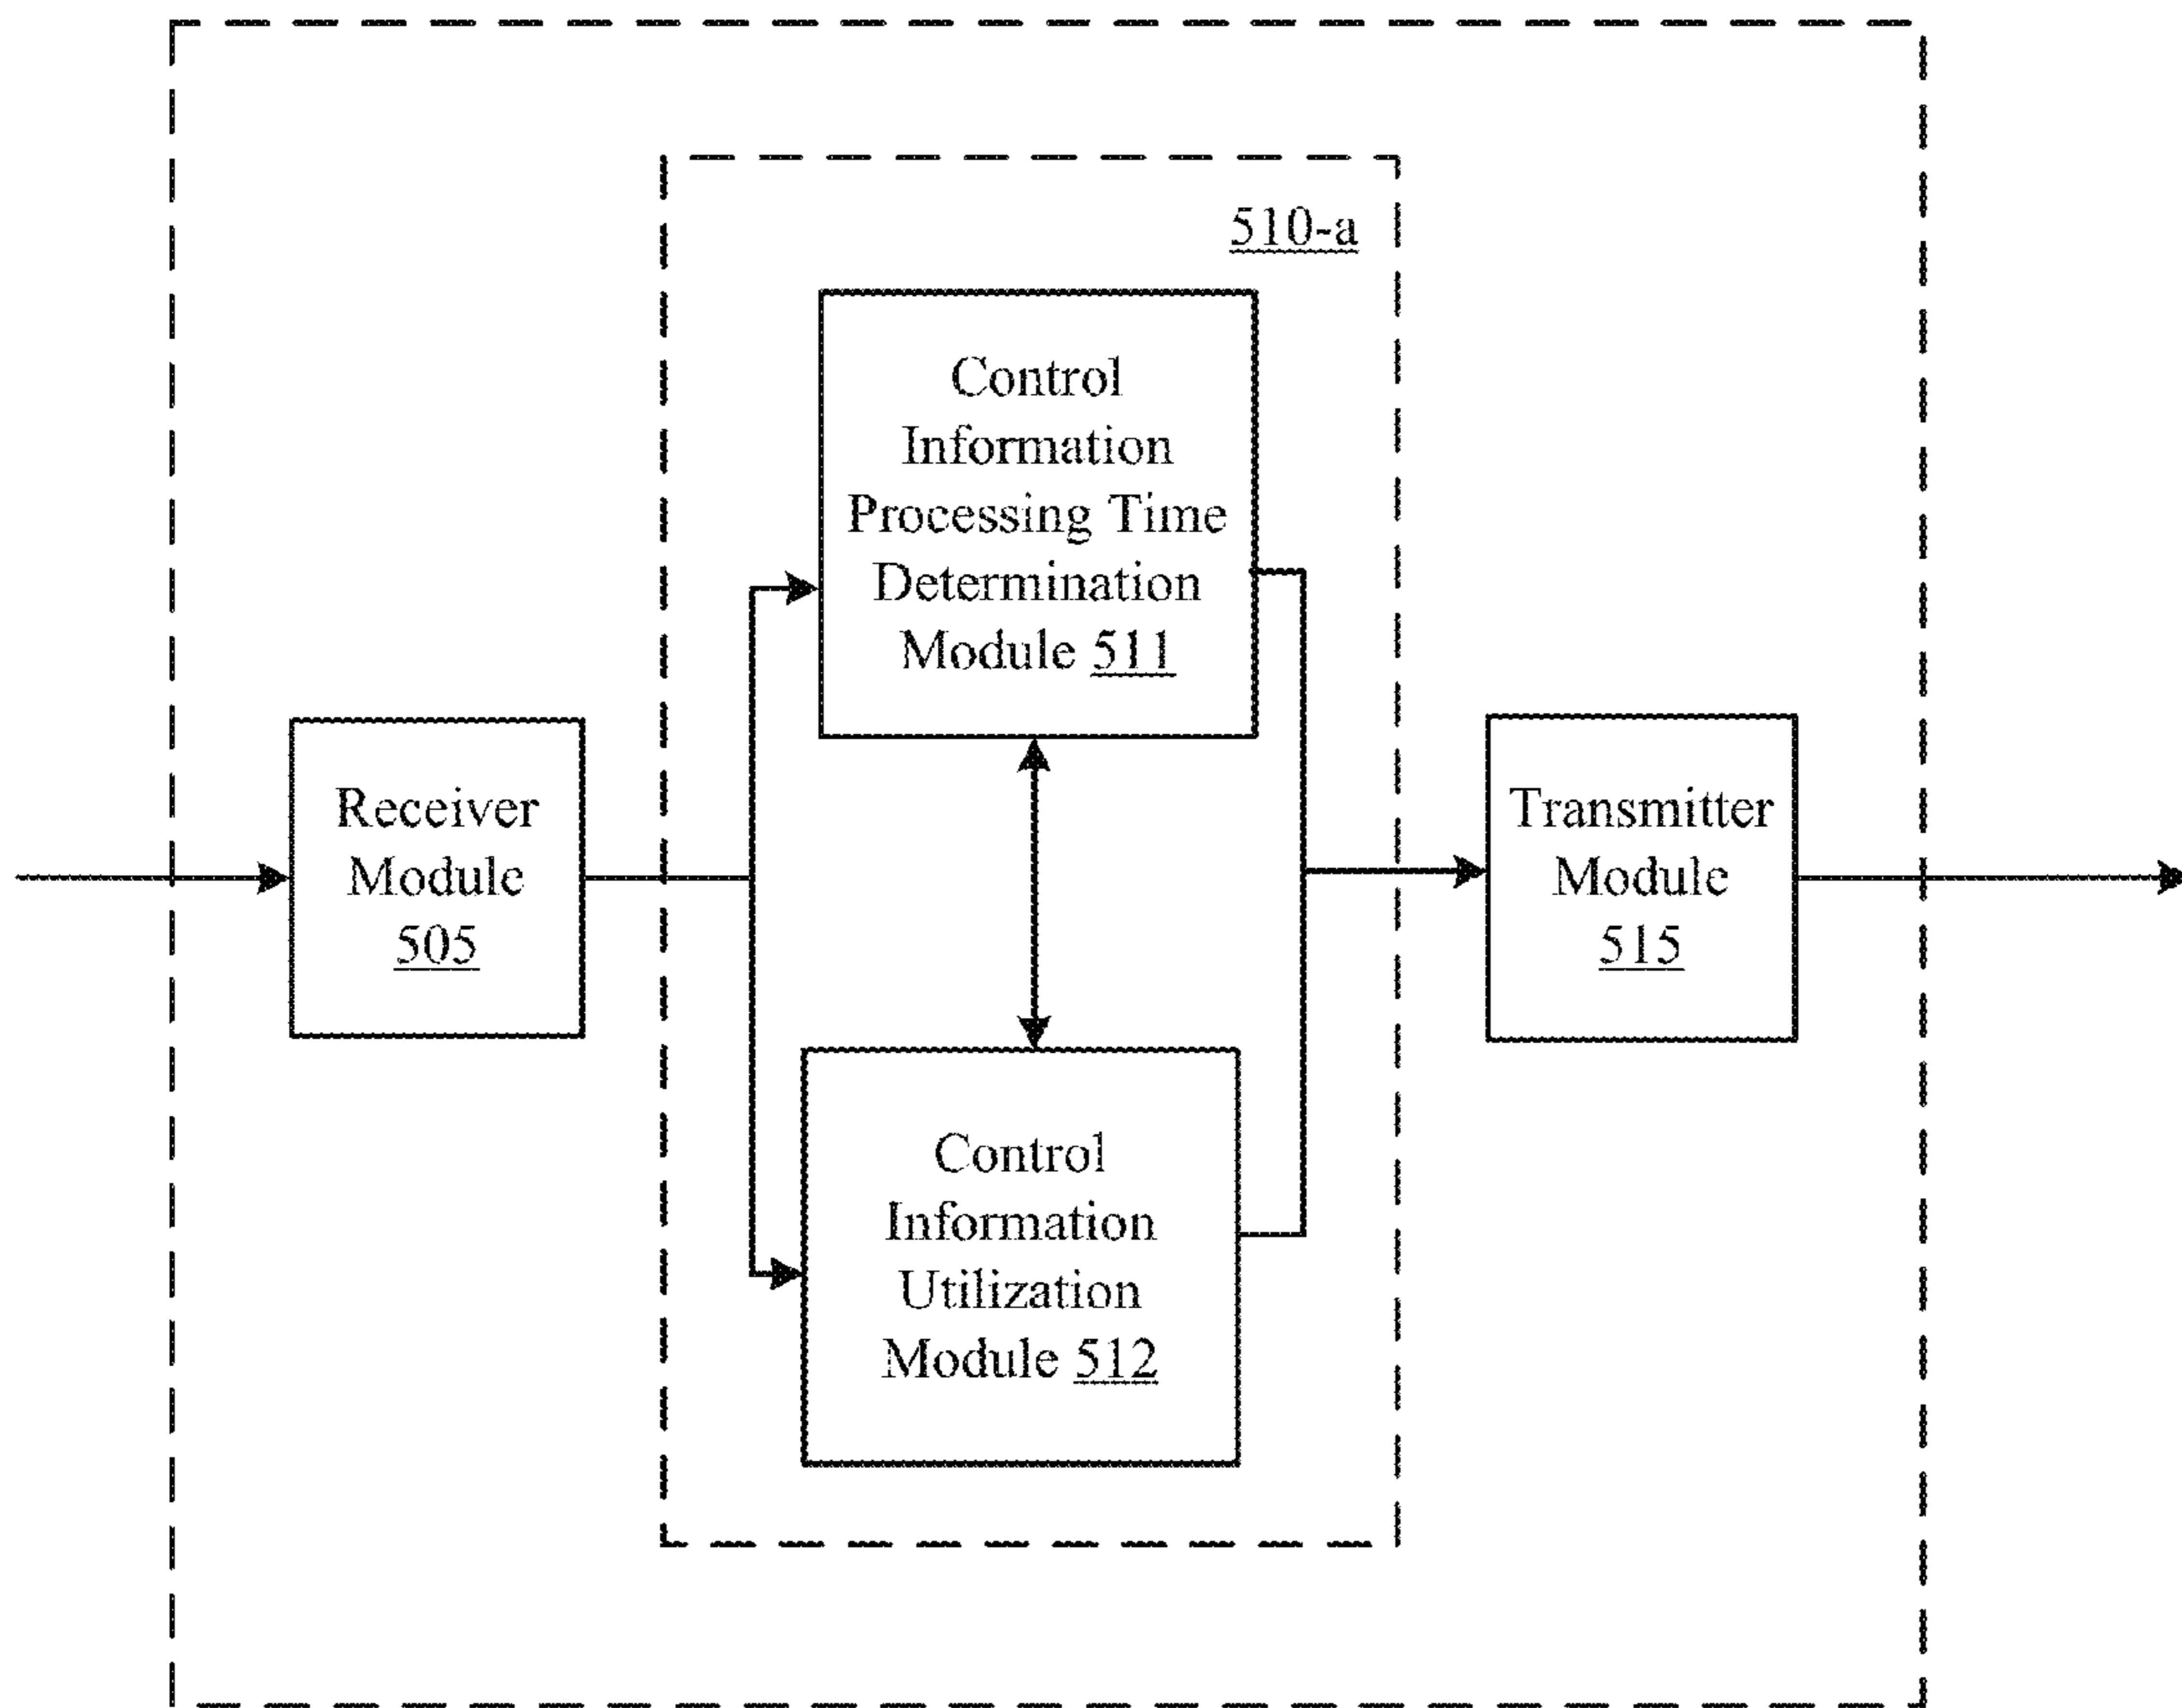 510-a
Control
Information
Processing Time
Determination
Module 511
Receiver
Module
505
Transmitter
Module
515
Control
Information
Utilization
Module 512